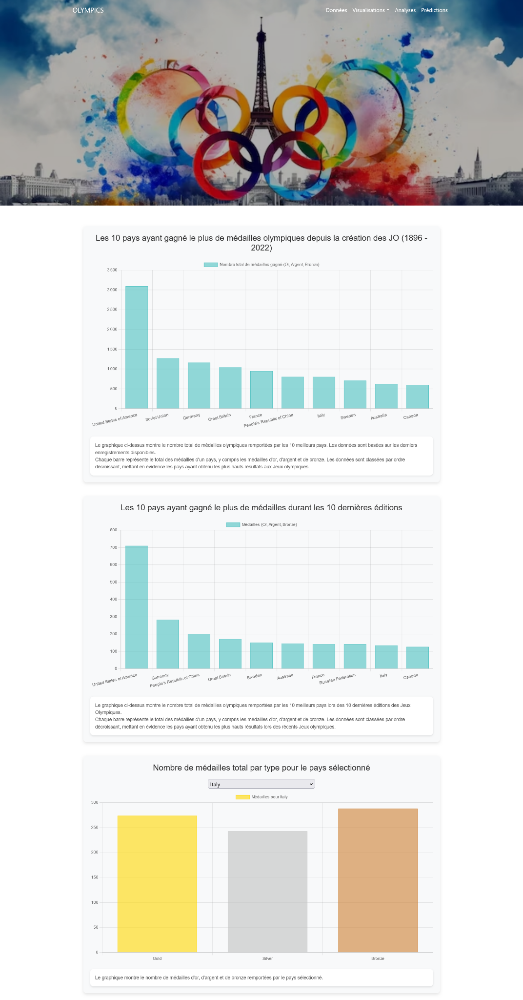 OLYMPICS
Données Visualisations Analyses Prédictions
Les 10 pays ayant gagné le plus de médailles olympiques depuis la création des JO (1896 -
2022)
Nombre total de médailles gagné (Or, Argent, Bronze)
3 500
3 000
2 500
2 000
1 500
1 000
500
0
United States of America
Soviet Union
Germany
Great Britain
France
People's Republic of China
Italy
Sweden
Australia
Canada
Le graphique ci-dessus montre le nombre total de médailles olympiques remportées par les 10 meilleurs pays. Les données sont basées sur les derniers
enregistrements disponibles.
Chaque barre représente le total des médailles d'un pays, y compris les médailles d'or, d'argent et de bronze. Les données sont classées par ordre
décroissant, mettant en évidence les pays ayant obtenu les plus hauts résultats aux Jeux olympiques.
Les 10 pays ayant gagné le plus de médailles durant les 10 dernières éditions
Médailles (Or, Argent, Bronze)
800
700
600
500
400
300
200
100
0
United States of America
Germany
People's Republic of China
Great Britain
Sweden
Australia
France
Russian Federation
Italy
Canada
Le graphique ci-dessus montre le nombre total de médailles olympiques remportées par les 10 meilleurs pays lors des 10 dernières éditions des Jeux
Olympiques.
Chaque barre représente le total des médailles d'un pays, y compris les médailles d'or, d'argent et de bronze. Les données sont classées par ordre
décroissant, mettant en évidence les pays ayant obtenu les plus hauts résultats lors des récents Jeux olympiques.
Nombre de médailles total par type pour le pays sélectionné
Italy
Médailles pour Italy
300
250
200
150
100
50
0
Gold
Silver
Bronze
Le graphique montre le nombre de médailles d'or, d'argent et de bronze remportées par le pays sélectionné.